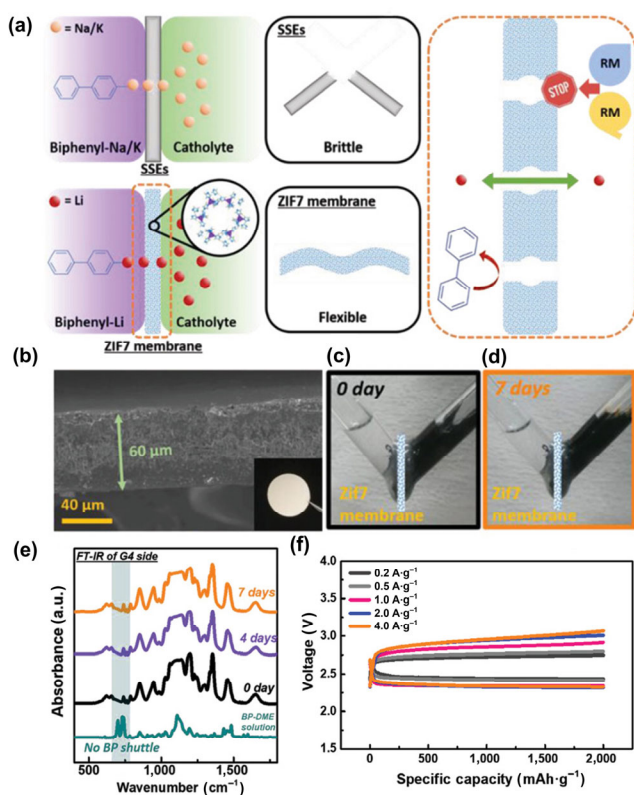 (a)
= Na/K
Biphenyl-Na/K
Catholyte
SSEs
= Li
Biphenyl-Li
Catholyte
ZIF7 membrane
SSEs
Brittle
ZIF7 membrane
Flexible
STOP
RM
RM
(b)
60 μm
40 μm
(c)
0 day
Zif7
membrane
(d)
7 days
Zif7
membrane
(e)
FT-IR of G4 side
7 days
4 days
0 day
BP-DME
solution
No BP shuttle
Absorbance (a.u.)
500
1,000
1,500
Wavenumber (cm⁻¹)
(f)
0.2 A·g⁻¹
0.5 A·g⁻¹
1.0 A·g⁻¹
2.0 A·g⁻¹
4.0 A·g⁻¹
Voltage (V)
4.0
3.5
3.0
2.5
2.0
1.5
0
500
1,000
1,500
2,000
Specific capacity (mAh·g⁻¹)